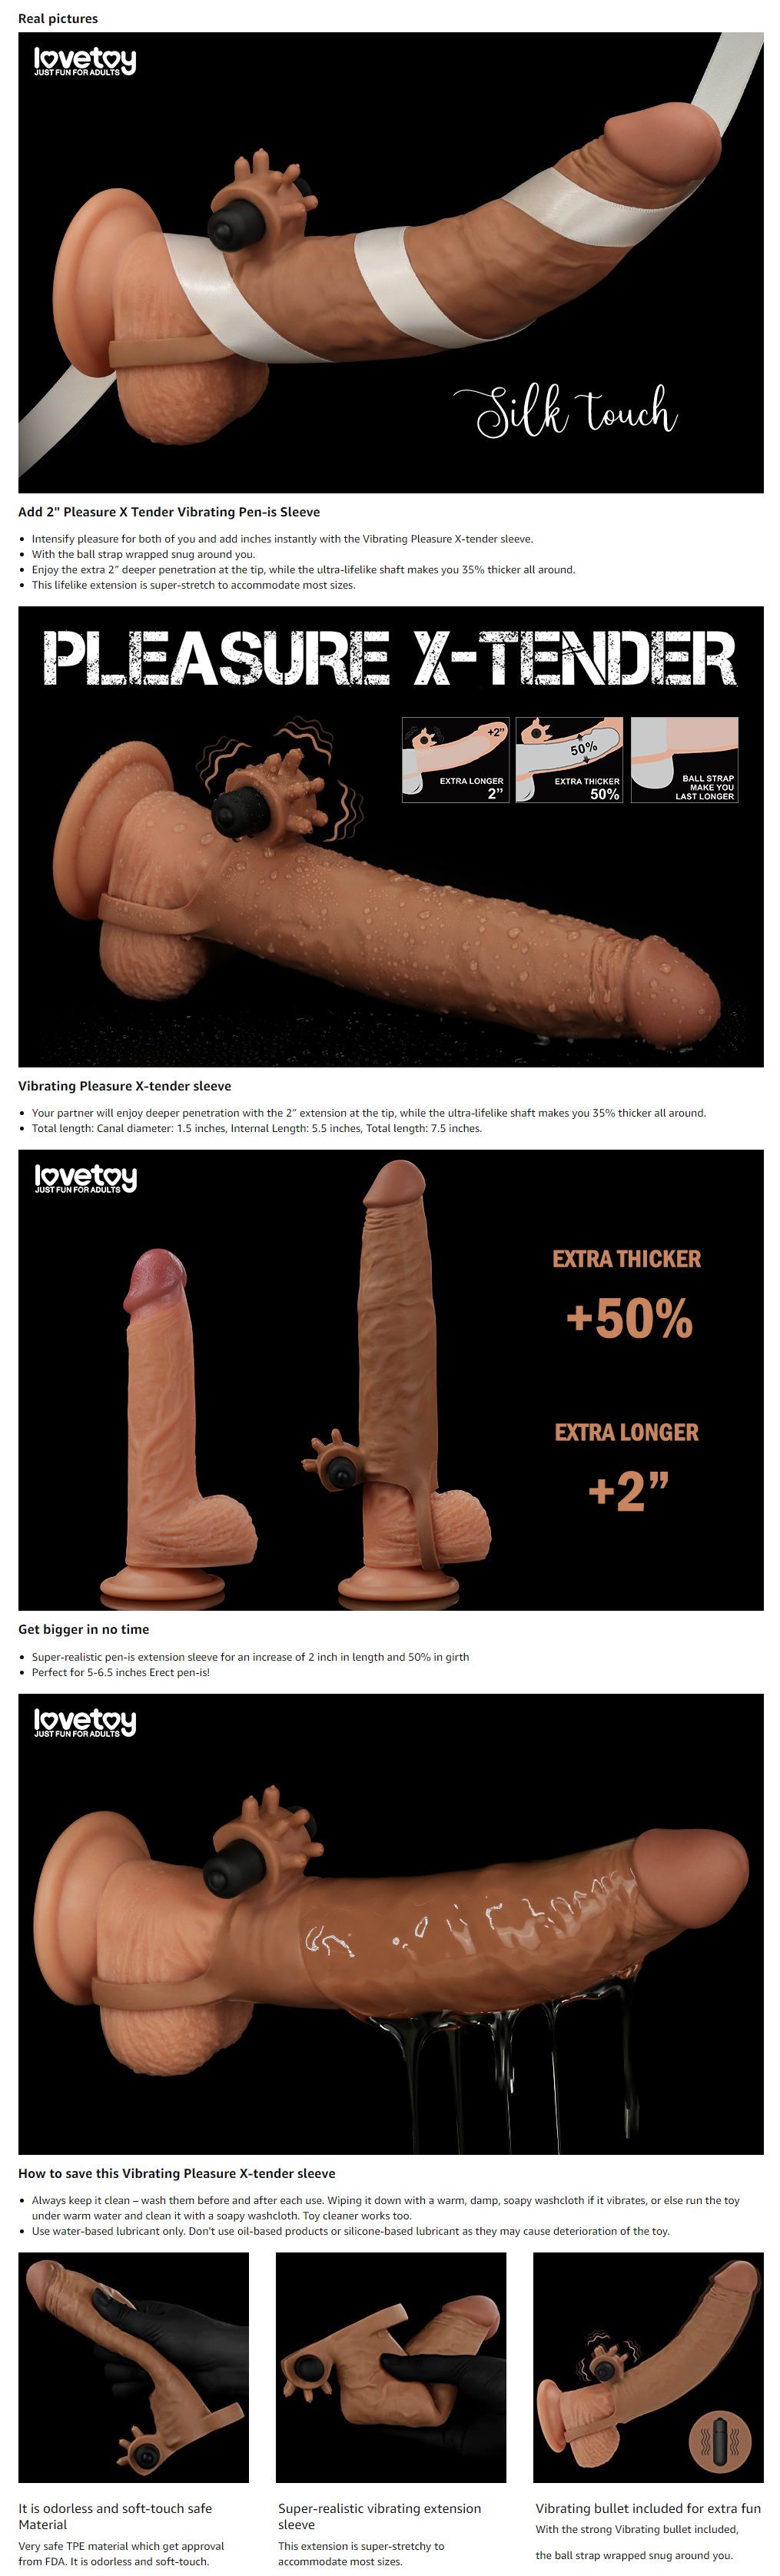 Real pictures
lovetoy
JUST FUN FOR ADULTS
Silk touch
Add 2" Pleasure X Tender Vibrating Pen-is Sleeve
Intensify pleasure for both of you and add inches instantly with the Vibrating Pleasure X-tender sleeve.
With the ball strap wrapped snug around you.
Enjoy the extra 2″ deeper penetration at the tip, while the ultra-lifelike shaft makes you 35% thicker all around.
This lifelike extension is super-stretch to accommodate most sizes.
PLEASURE X-TENDER
+2"
EXTRA LONGER
2"
50%
EXTRA THICKER
50%
BALL STRAP
MAKE YOU
LAST LONGER
Vibrating Pleasure X-tender sleeve
Your partner will enjoy deeper penetration with the 2″ extension at the tip, while the ultra-lifelike shaft makes you 35% thicker all around.
Total length: Canal diameter: 1.5 inches, Internal Length: 5.5 inches, Total length: 7.5 inches.
lovetoy
JUST FUN FOR ADULTS
EXTRA THICKER
+50%
EXTRA LONGER
+2”
Get bigger in no time
Super-realistic pen-is extension sleeve for an increase of 2 inch in length and 50% in girth
Perfect for 5-6.5 inches Erect pen-is!
lovetoy
JUST FUN FOR ADULTS
How to save this Vibrating Pleasure X-tender sleeve
Always keep it clean – wash them before and after each use. Wiping it down with a warm, damp, soapy washcloth if it vibrates, or else run the toy
under warm water and clean it with a soapy washcloth. Toy cleaner works too.
Use water-based lubricant only. Don't use oil-based products or silicone-based lubricant as they may cause deterioration of the toy.
It is odorless and soft-touch safe
Material
Very safe TPE material which get approval
from FDA. It is odorless and soft-touch.
Super-realistic vibrating extension
sleeve
This extension is super-stretchy to
accommodate most sizes.
Vibrating bullet included for extra fun
With the strong Vibrating bullet included,
the ball strap wrapped snug around you.